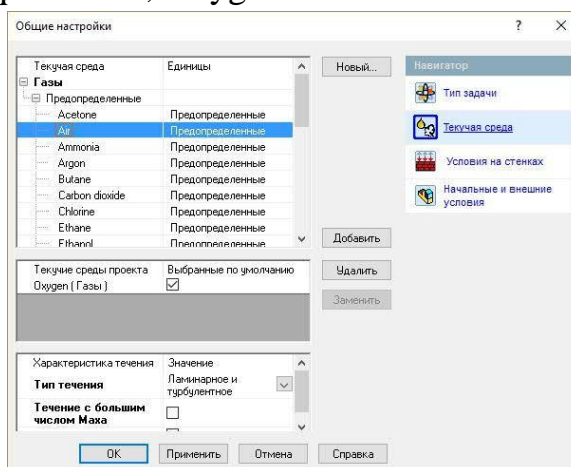 Общие настройки
? X
Текучая среда Единицы
Газы
Предопределенные
Acetone Предопределенные
Air Предопределенные
Ammonia Предопределенные
Argon Предопределенные
Butane Предопределенные
Carbon dioxide Предопределенные
Chlorine Предопределенные
Ethane Предопределенные
Ethanol Предопределенные
Новый...
Добавить
Текучие среды проекта Выбранные по умолчанию
Oxygen ( Газы )
Удалить
Заменить
Характеристика течения Значение
Тип течения Ламинарное и турбулентное
Течение с большим числом Маха
OK Применить Отмена Справка
Навигатор
Тип задачи
Текучая среда
Условия на стенках
Начальные и внешние
условия